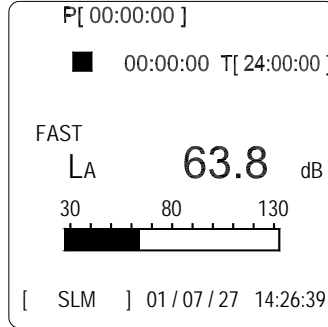 P[ 00:00:00 ]
00:00:00 T[ 24:00:00 ]
FAST
LA 63.8 dB
30 80 130
[ SLM ] 01 / 07 / 27 14:26:39